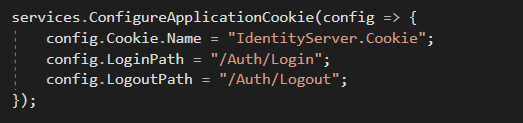 services.ConfigureApplicationCookie(config => {
    config.Cookie.Name = "IdentityServer.Cookie";
    config.LoginPath = "/Auth/Login";
    config.LogoutPath = "/Auth/Logout";
});